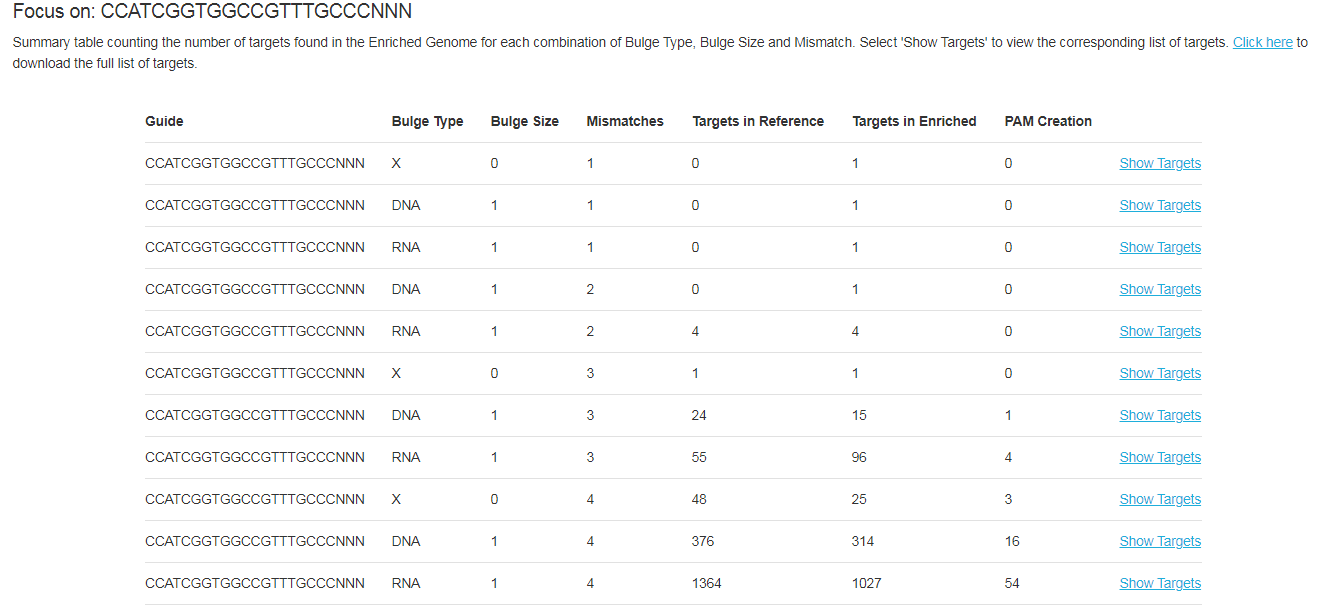 Focus on: CCATCGGTGGCCGTTTGCCCNNN
Summary table counting the number of targets found in the Enriched Genome for each combination of Bulge Type, Bulge Size and Mismatch. Select 'Show Targets' to view the corresponding list of targets. Click here to
download the full list of targets.
Guide Bulge Type Bulge Size Mismatches Targets in Reference Targets in Enriched PAM Creation
CCATCGGTGGCCGTTTGCCCNNN X 0 1 0 1 0 Show Targets
CCATCGGTGGCCGTTTGCCCNNN DNA 1 1 0 1 0 Show Targets
CCATCGGTGGCCGTTTGCCCNNN RNA 1 1 0 1 0 Show Targets
CCATCGGTGGCCGTTTGCCCNNN DNA 1 2 0 1 0 Show Targets
CCATCGGTGGCCGTTTGCCCNNN RNA 1 2 4 4 0 Show Targets
CCATCGGTGGCCGTTTGCCCNNN X 0 3 1 1 0 Show Targets
CCATCGGTGGCCGTTTGCCCNNN DNA 1 3 24 15 1 Show Targets
CCATCGGTGGCCGTTTGCCCNNN RNA 1 3 55 96 4 Show Targets
CCATCGGTGGCCGTTTGCCCNNN X 0 4 48 25 3 Show Targets
CCATCGGTGGCCGTTTGCCCNNN DNA 1 4 376 314 16 Show Targets
CCATCGGTGGCCGTTTGCCCNNN RNA 1 4 1364 1027 54 Show Targets